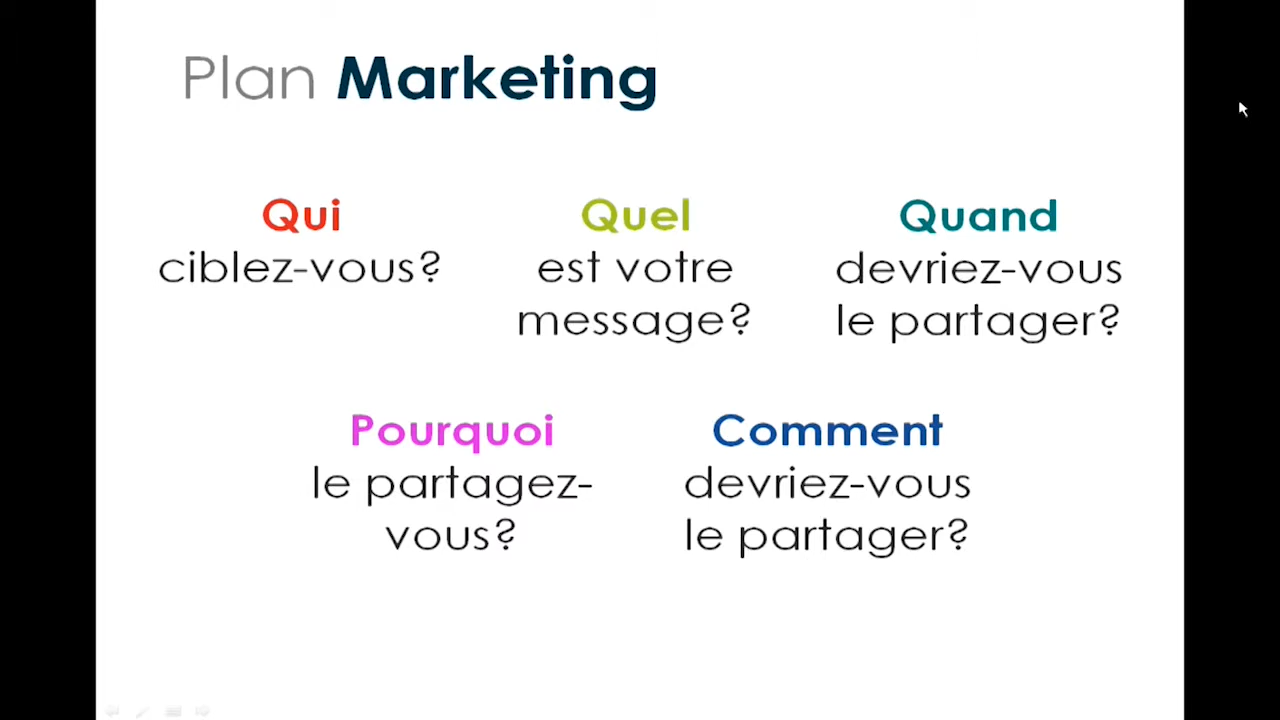 Plan Marketing
Qui
ciblez-vous?
Quel
est votre
message?
Quand
devriez-vous
le partager?
Pourquoi
le partagez-
vous?
Comment
devriez-vous
le partager?